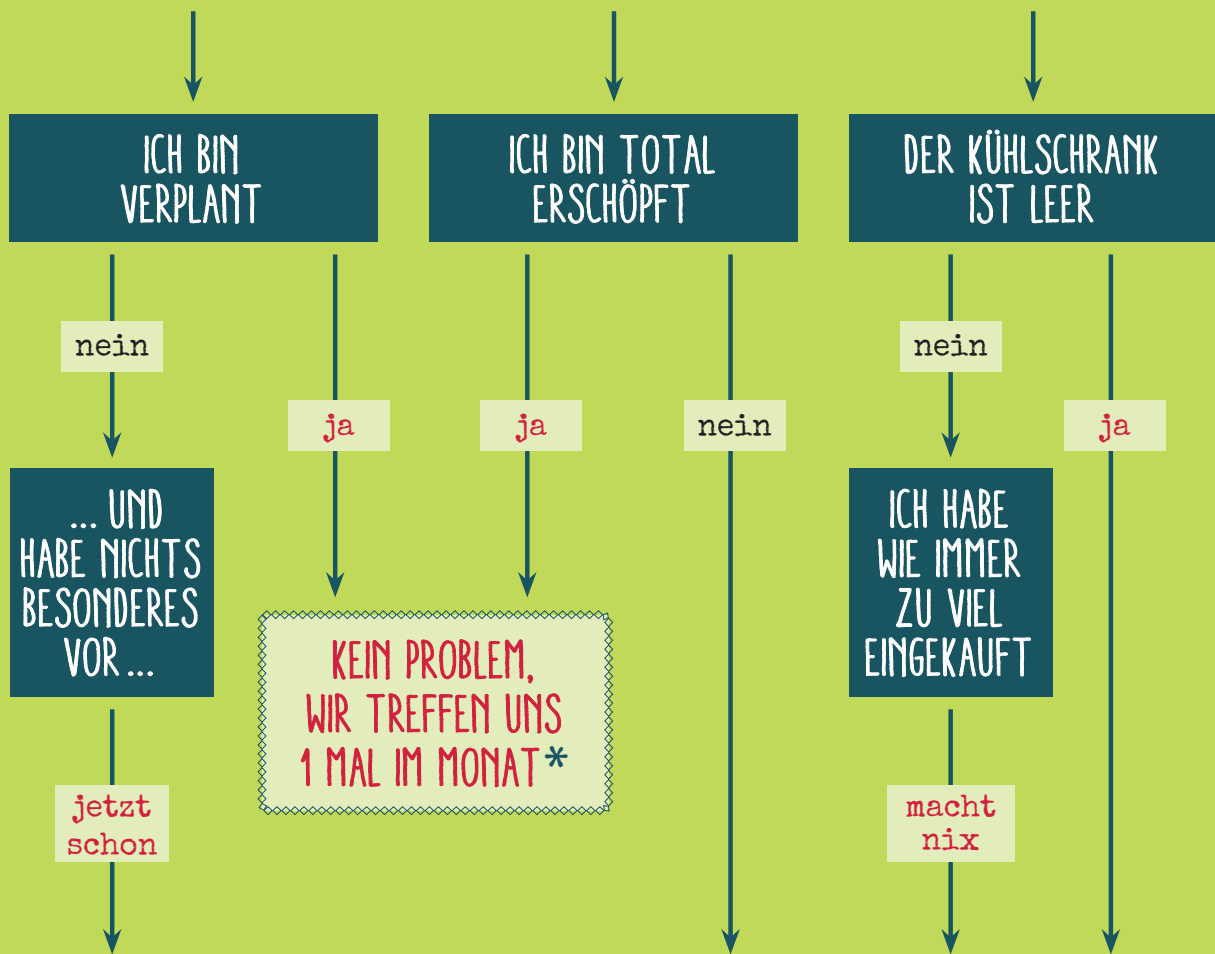 ICH BIN
VERPLANT
ICH BIN TOTAL
ERSCHÖPFT
DER KÜHLSCHRANK
IST LEER
nein
ja
ja
nein
nein
ja
... UND
HABE NICHTS
BESONDERES
VOR ...
KEIN PROBLEM,
WIR TREFFEN UNS
1 MAL IM MONAT*
ICH HABE
WIE IMMER
ZU VIEL
EINGEKAUFT
jetzt
schon
macht
nix